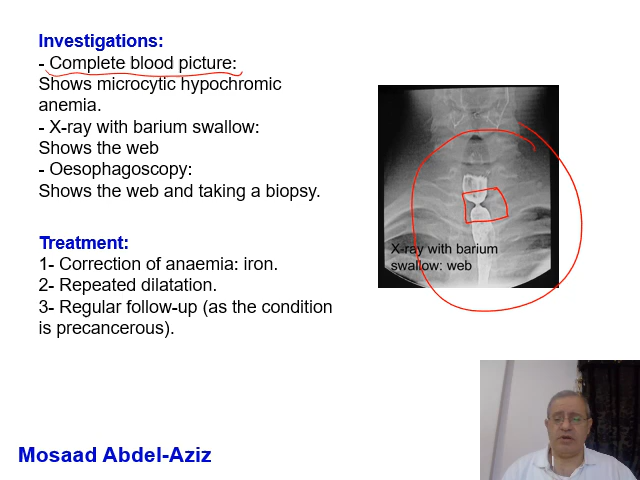 Investigations:
- Complete blood picture:
Shows microcytic hypochromic
anemia.
- X-ray with barium swallow:
Shows the web
- Oesophagoscopy:
Shows the web and taking a biopsy.
Treatment:
1- Correction of anaemia: iron.
2- Repeated dilatation.
3- Regular follow-up (as the condition
is precancerous).
X-ray with barium
swallow: web
Mosaad Abdel-Aziz